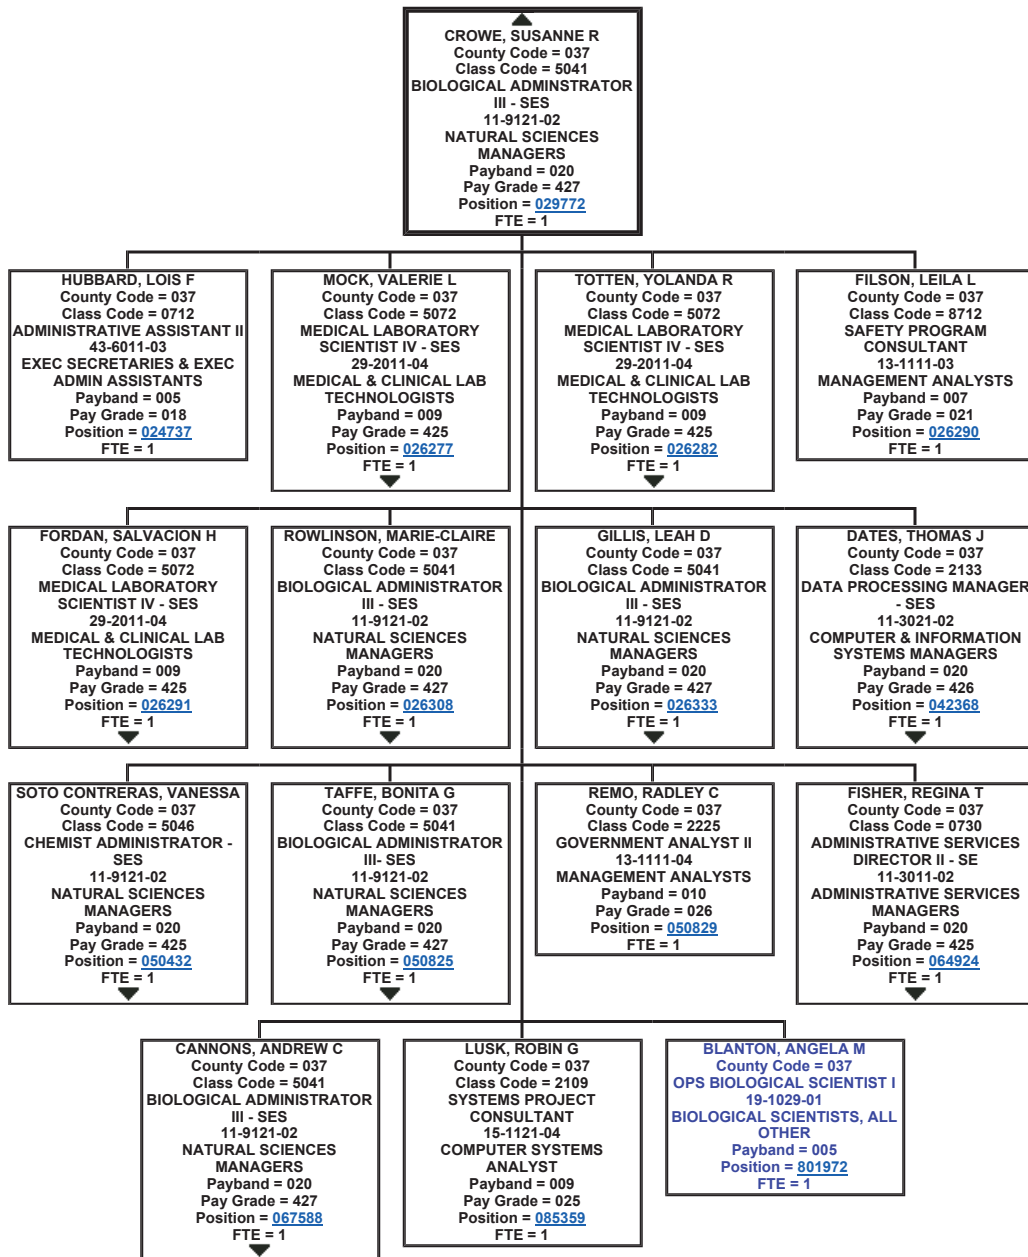 CROWE, SUSANNE R
County Code = 037
Class Code = 5041
BIOLOGICAL ADMINSTRATOR
III - SES
11-9121-02
NATURAL SCIENCES
MANAGERS
Payband = 020
Pay Grade = 427
Position = 029772
FTE = 1
HUBBARD, LOIS F
County Code = 037
Class Code = 0712
ADMINISTRATIVE ASSISTANT II
43-6011-03
EXEC SECRETARIES & EXEC
ADMIN ASSISTANTS
Payband = 005
Pay Grade = 018
Position = 024737
FTE = 1
MOCK, VALERIE L
County Code = 037
Class Code = 5072
MEDICAL LABORATORY
SCIENTIST IV - SES
29-2011-04
MEDICAL & CLINICAL LAB
TECHNOLOGISTS
Payband = 009
Pay Grade = 425
Position = 026277
FTE = 1
TOTTEN, YOLANDA R
County Code = 037
Class Code = 5072
MEDICAL LABORATORY
SCIENTIST IV - SES
29-2011-04
MEDICAL & CLINICAL LAB
TECHNOLOGISTS
Payband = 009
Pay Grade = 425
Position = 026282
FTE = 1
FILSON, LEILA L
County Code = 037
Class Code = 8712
SAFETY PROGRAM
CONSULTANT
13-1111-03
MANAGEMENT ANALYSTS
Payband = 007
Pay Grade = 021
Position = 026290
FTE = 1
FORDAN, SALVACION H
County Code = 037
Class Code = 5072
MEDICAL LABORATORY
SCIENTIST IV - SES
29-2011-04
MEDICAL & CLINICAL LAB
TECHNOLOGISTS
Payband = 009
Pay Grade = 425
Position = 026291
FTE = 1
ROWLINSON, MARIE-CLAIRE
County Code = 037
Class Code = 5041
BIOLOGICAL ADMINISTRATOR
III - SES
11-9121-02
NATURAL SCIENCES
MANAGERS
Payband = 020
Pay Grade = 427
Position = 026308
FTE = 1
GILLIS, LEAH D
County Code = 037
Class Code = 5041
BIOLOGICAL ADMINISTRATOR
III - SES
11-9121-02
NATURAL SCIENCES
MANAGERS
Payband = 020
Pay Grade = 427
Position = 026333
FTE = 1
DATES, THOMAS J
County Code = 037
Class Code = 2133
DATA PROCESSING MANAGER
- SES
11-3021-02
COMPUTER & INFORMATION
SYSTEMS MANAGERS
Payband = 020
Pay Grade = 426
Position = 042368
FTE = 1
SOTO CONTRERAS, VANESSA
County Code = 037
Class Code = 5046
CHEMIST ADMINISTRATOR -
SES
11-9121-02
NATURAL SCIENCES
MANAGERS
Payband = 020
Pay Grade = 425
Position = 050432
FTE = 1
TAFFE, BONITA G
County Code = 037
Class Code = 5041
BIOLOGICAL ADMINISTRATOR
III- SES
11-9121-02
NATURAL SCIENCES
MANAGERS
Payband = 020
Pay Grade = 427
Position = 050825
FTE = 1
REMO, RADLEY C
County Code = 037
Class Code = 2225
GOVERNMENT ANALYST II
13-1111-04
MANAGEMENT ANALYSTS
Payband = 010
Pay Grade = 026
Position = 050829
FTE = 1
FISHER, REGINA T
County Code = 037
Class Code = 0730
ADMINISTRATIVE SERVICES
DIRECTOR II - SE
11-3011-02
ADMINISTRATIVE SERVICES
MANAGERS
Payband = 020
Pay Grade = 425
Position = 064924
FTE = 1
CANNONS, ANDREW C
County Code = 037
Class Code = 5041
BIOLOGICAL ADMINISTRATOR
III - SES
11-9121-02
NATURAL SCIENCES
MANAGERS
Payband = 020
Pay Grade = 427
Position = 067588
FTE = 1
LUSK, ROBIN G
County Code = 037
Class Code = 2109
SYSTEMS PROJECT
CONSULTANT
15-1121-04
COMPUTER SYSTEMS
ANALYST
Payband = 009
Pay Grade = 025
Position = 085359
FTE = 1
BLANTON, ANGELA M
County Code = 037
OPS BIOLOGICAL SCIENTIST I
19-1029-01
BIOLOGICAL SCIENTISTS, ALL
OTHER
Payband = 005
Position = 801972
FTE = 1